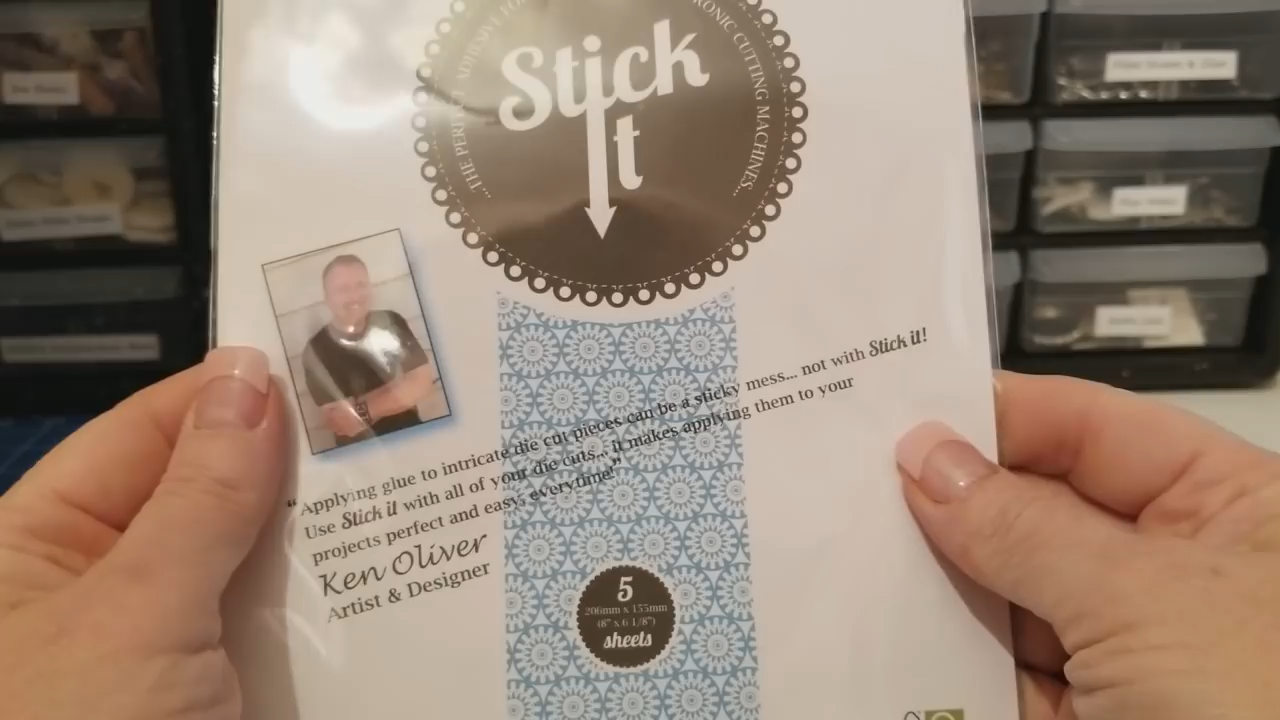 ...THE PERFECT ADHESIVE FOR
RONIC CUTTING MACHINES...
Stick
it
“ Applying glue to intricate die cut pieces can be a sticky mess... not with Stick it!
Use Stick it with all of your die cuts... it makes applying them to your
projects perfect and easy, everytime!”
Ken Oliver
Artist & Designer
5
206mm x 155mm
(8" x 6 1/8")
sheets